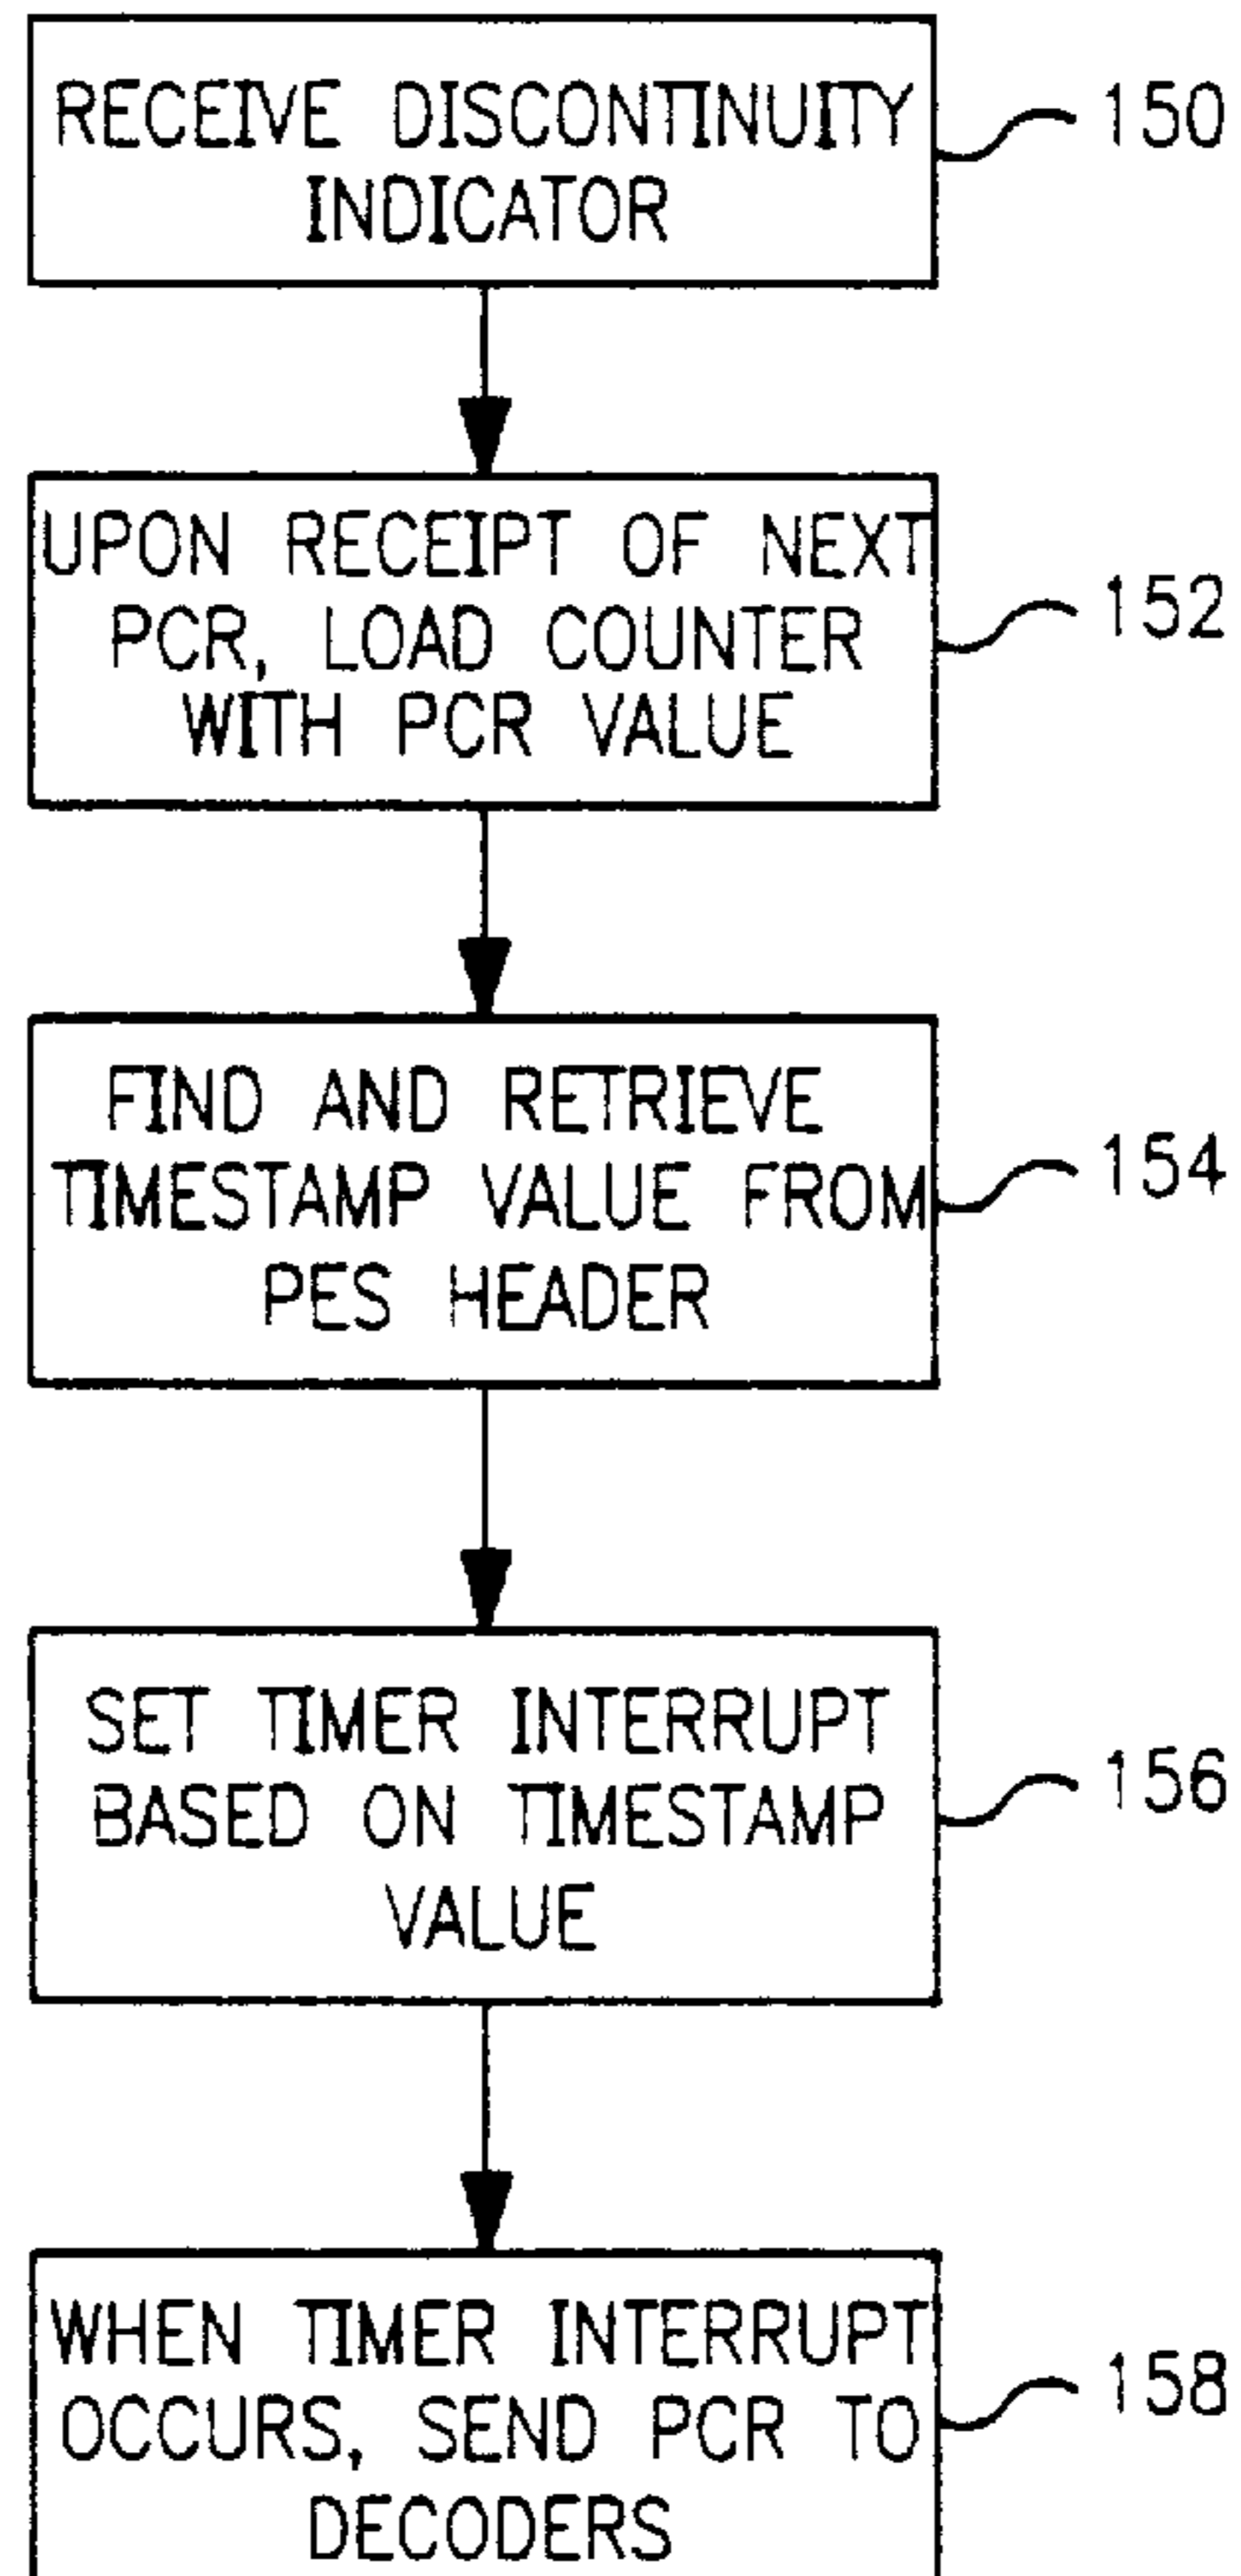 RECEIVE DISCONTINUITY
INDICATOR
150
UPON RECEIPT OF NEXT
PCR, LOAD COUNTER
WITH PCR VALUE
152
FIND AND RETRIEVE
TIMESTAMP VALUE FROM
PES HEADER
154
SET TIMER INTERRUPT
BASED ON TIMESTAMP
VALUE
156
WHEN TIMER INTERRUPT
OCCURS, SEND PCR TO
DECODERS
158